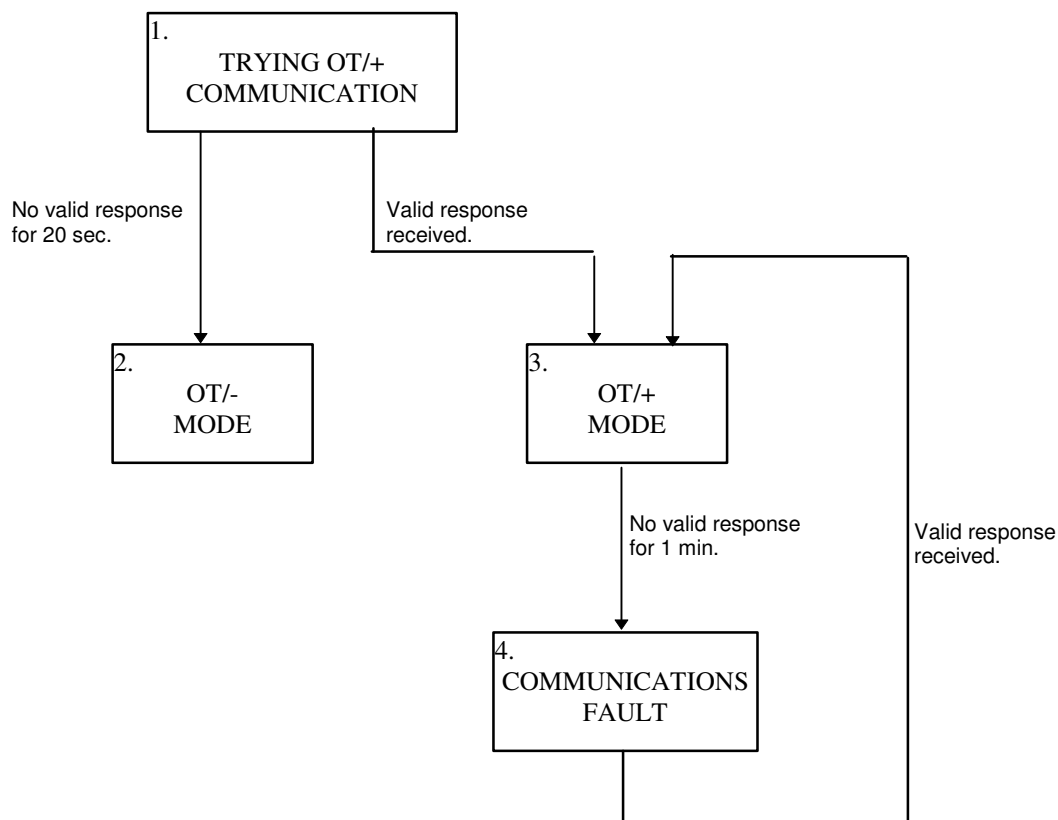 1.
TRYING OT/+
COMMUNICATION
No valid response
for 20 sec.
Valid response
received.
2.
OT/-
MODE
3.
OT/+
MODE
No valid response
for 1 min.
Valid response
received.
4.
COMMUNICATIONS
FAULT